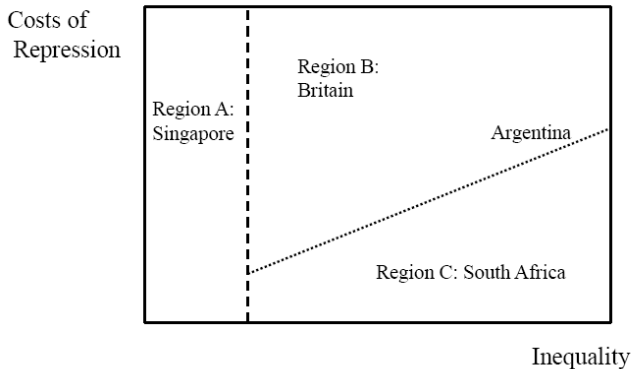 Costs of
Repression
Region B:
Britain
Region A:
Singapore
Argentina
Region C: South Africa
Inequality